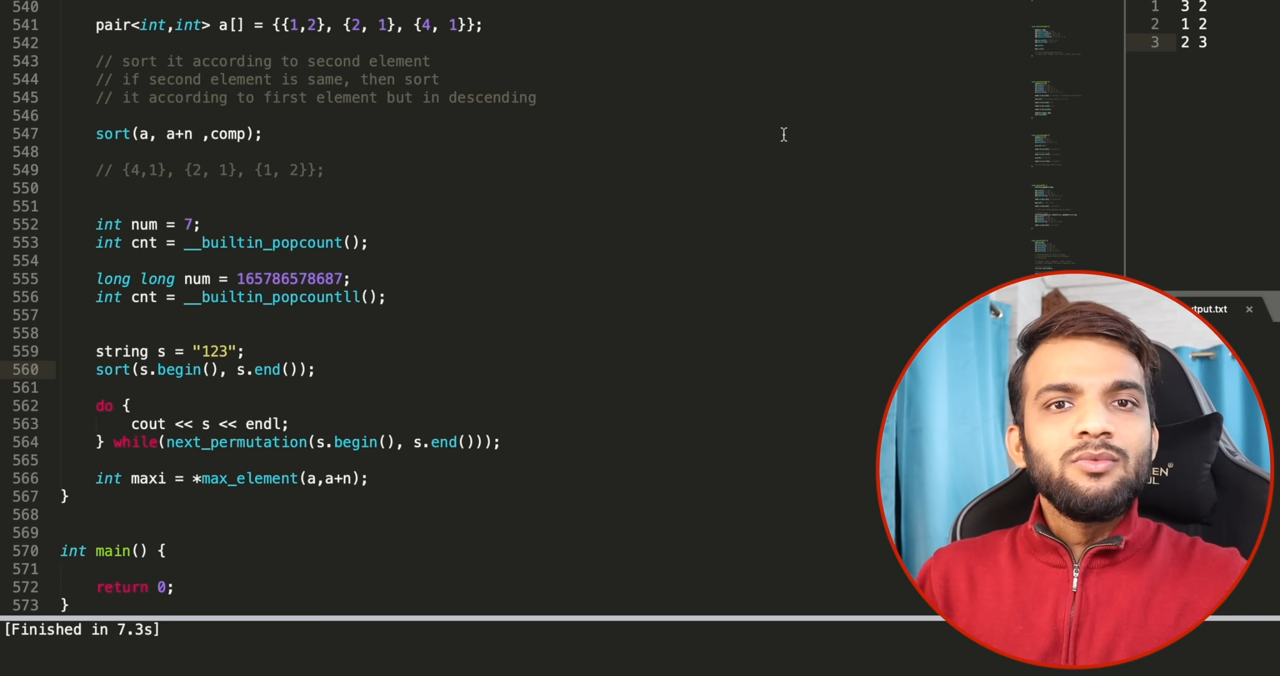 540
541 pair<int,int> a[] = {{1,2}, {2, 1}, {4, 1}};
542
543 // sort it according to second element
544 // if second element is same, then sort
545 // it according to first element but in descending
546
547 sort(a, a+n ,comp);
548
549 // {4,1}, {2, 1}, {1, 2}};
550
551
552 int num = 7;
553 int cnt = __builtin_popcount();
554
555 long long num = 165786578687;
556 int cnt = __builtin_popcountll();
557
558
559 string s = "123";
560 sort(s.begin(), s.end());
561
562 do {
563 cout << s << endl;
564 } while(next_permutation(s.begin(), s.end()));
565
566 int maxi = *max_element(a,a+n);
567 }
568
569
570 int main() {
571
572 return 0;
573 }
[Finished in 7.3s]
1 3 2
2 1 2
3 2 3
tput.txt ×
EN
UL